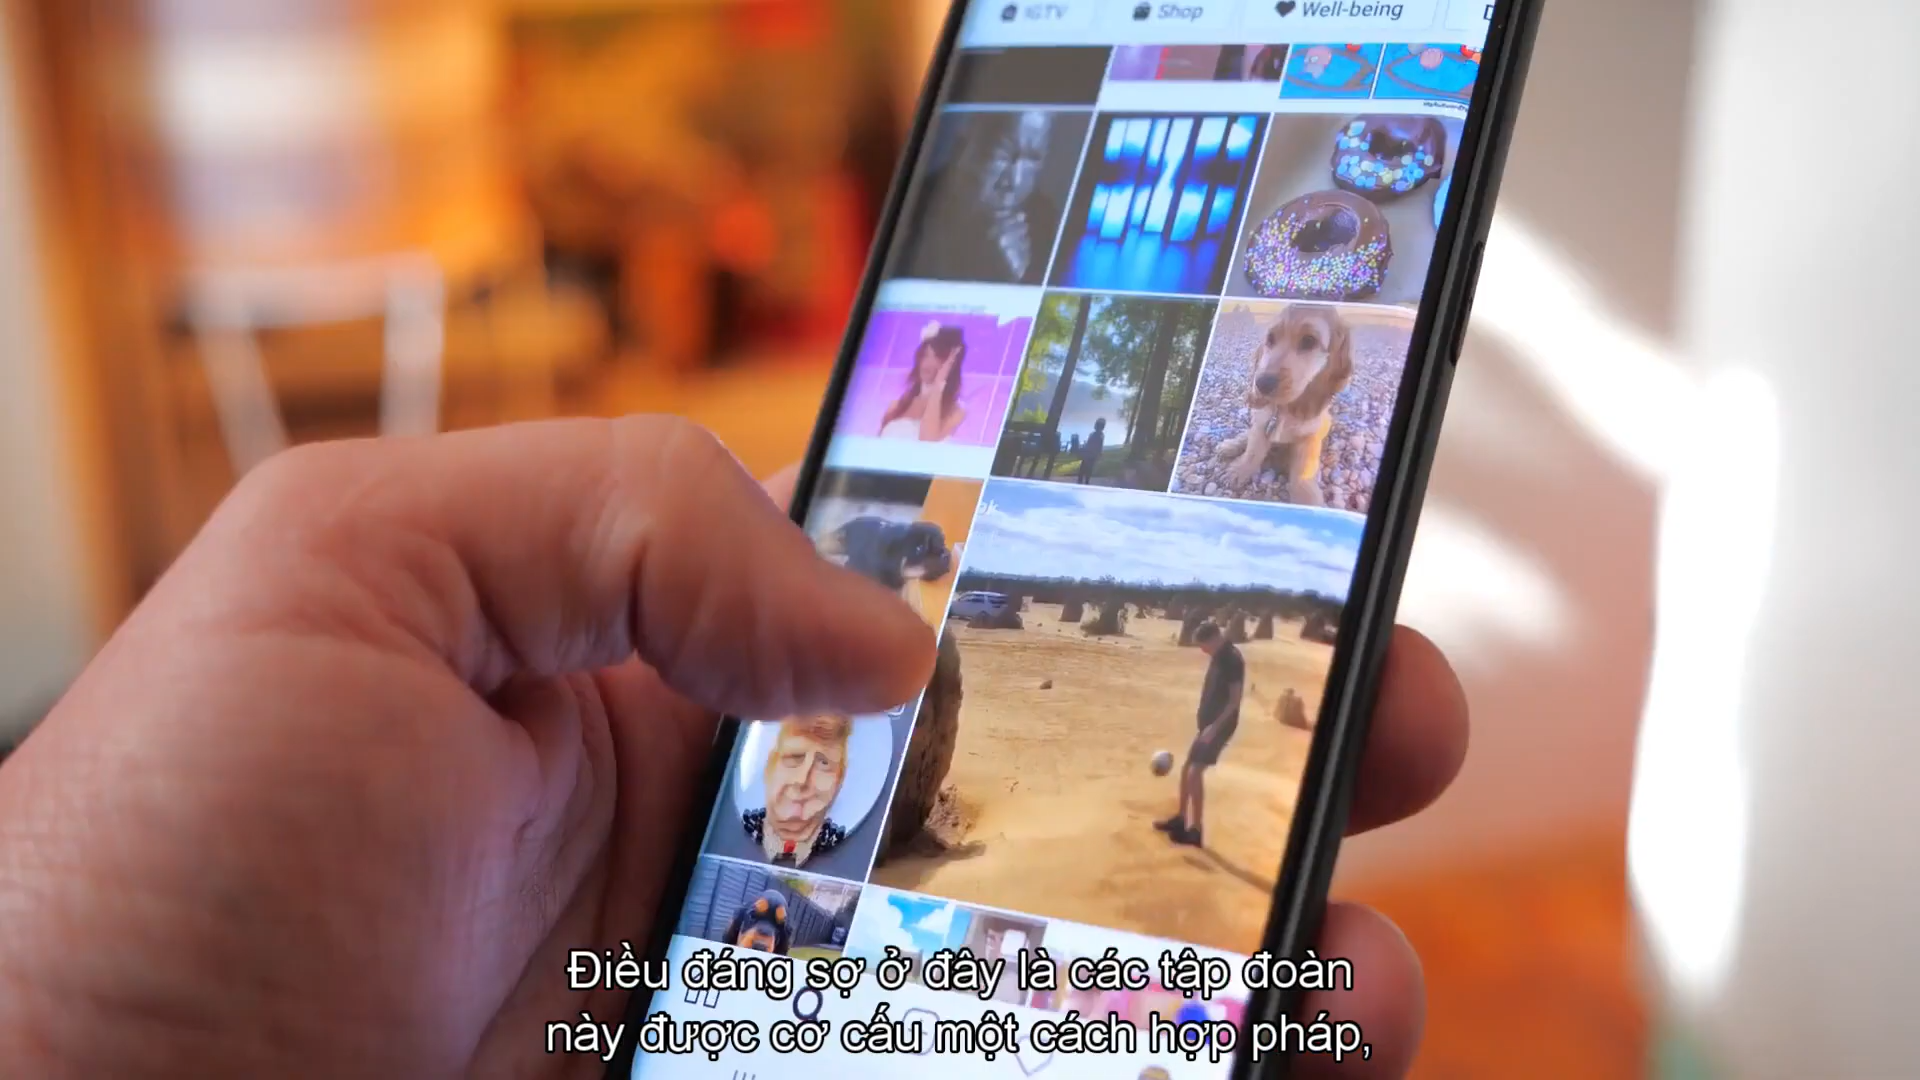 IGTV Shop Well-being
Điều đáng sợ ở đây là các tập đoàn
này được cơ cấu một cách hợp pháp,